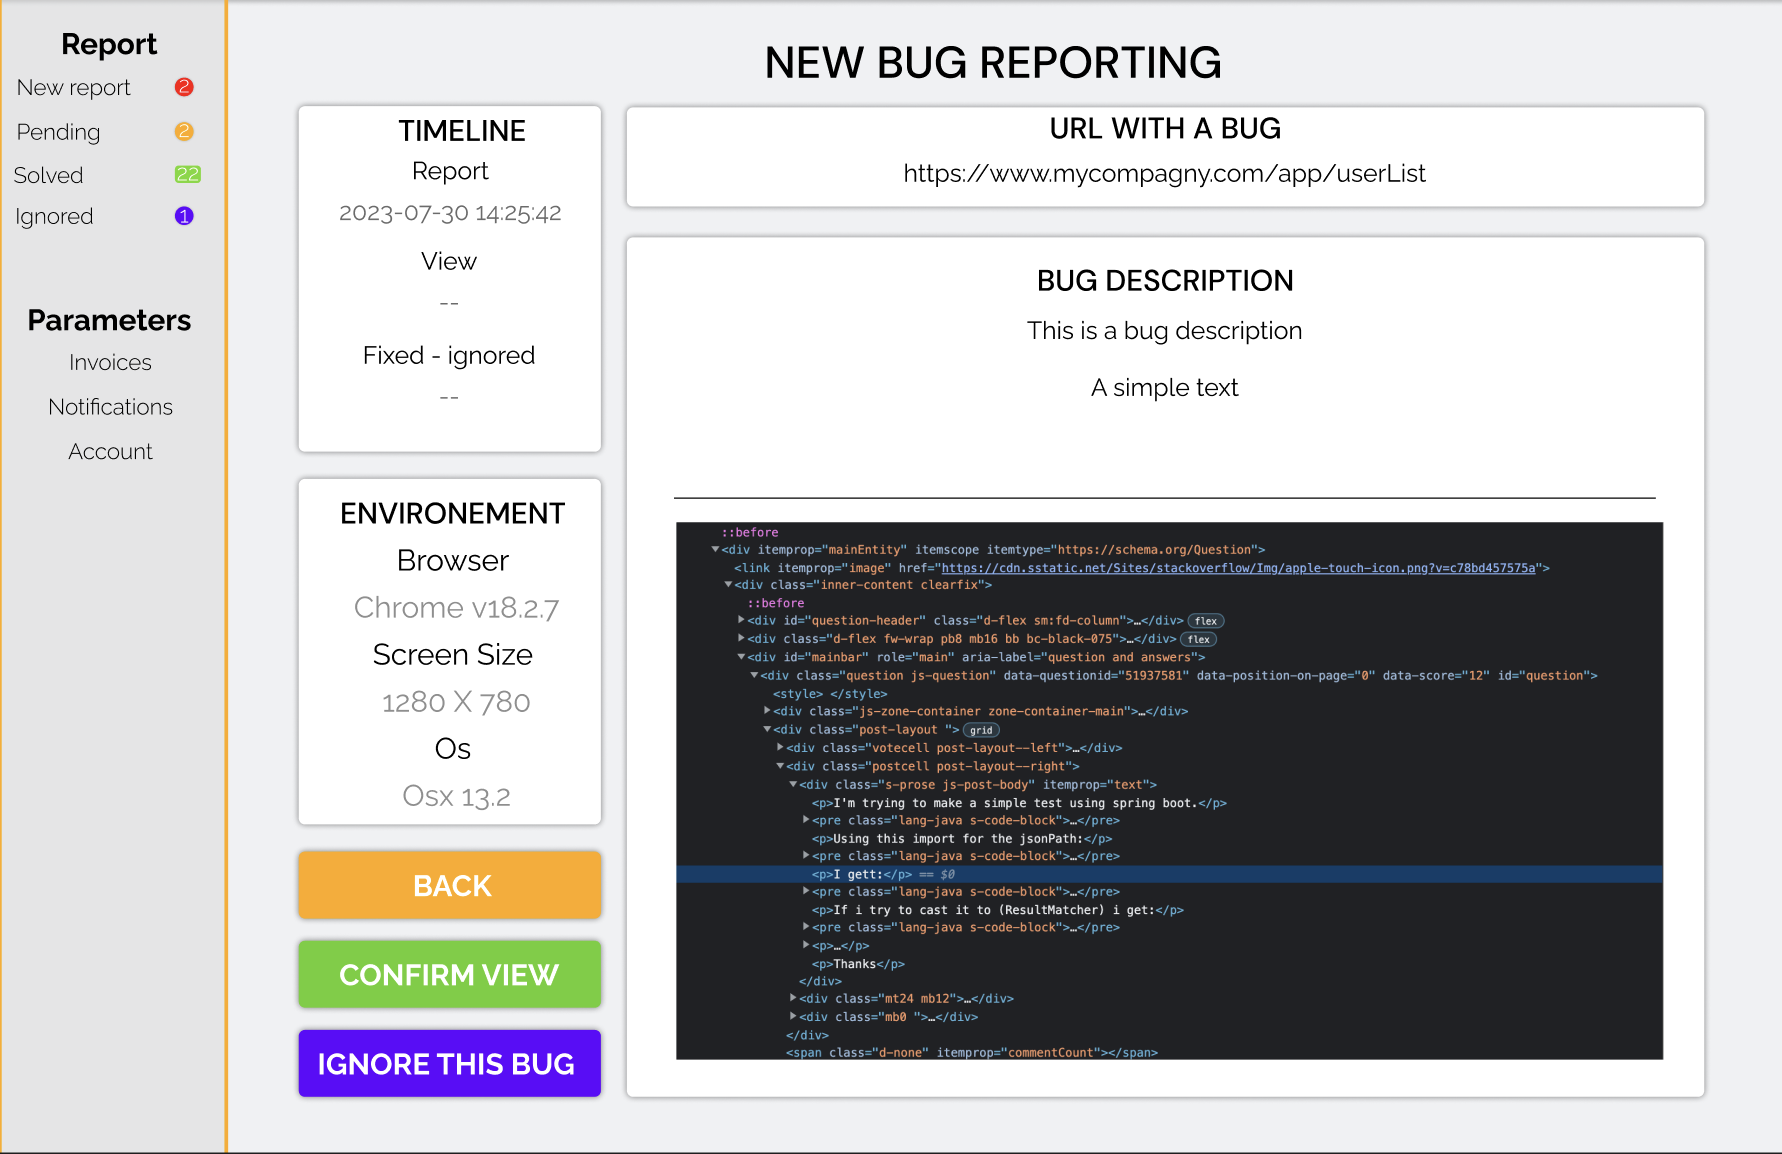 Report
New report 2
Pending 2
Solved 22
Ignored 1
Parameters
Invoices
Notifications
Account
NEW BUG REPORTING
TIMELINE
Report
2023-07-30 14:25:42
View
--
Fixed - ignored
--
ENVIRONEMENT
Browser
Chrome v18.2.7
Screen Size
1280 X 780
Os
Osx 13.2
BACK
CONFIRM VIEW
IGNORE THIS BUG
URL WITH A BUG
https://www.mycompagny.com/app/userList
BUG DESCRIPTION
This is a bug description
A simple text
::before
<div itemprop="mainEntity" itemscope itemtype="https://schema.org/Question">
<link itemprop="image" href="https://cdn.sstatic.net/Sites/stackoverflow/Img/apple-touch-icon.png?v=c78bd457575a">
<div class="inner-content clearfix">
::before
<div id="question-header" class="d-flex sm:fd-column">…</div> flex
<div class="d-flex fw-wrap pb8 mb16 bb bc-black-075">…</div> flex
<div id="mainbar" role="main" aria-label="question and answers">
<div class="question js-question" data-questionid="51937581" data-position-on-page="0" data-score="12" id="question">
<style> </style>
<div class="js-zone-container zone-container-main">…</div>
<div class="post-layout "> grid
<div class="votecell post-layout--left">…</div>
<div class="postcell post-layout--right">
<div class="s-prose js-post-body" itemprop="text">
<p>I'm trying to make a simple test using spring boot.</p>
<pre class="lang-java s-code-block">…</pre>
<p>Using this import for the jsonPath:</p>
<pre class="lang-java s-code-block">…</pre>
<p>I gett:</p> == $0
<pre class="lang-java s-code-block">…</pre>
<p>If i try to cast it to (ResultMatcher) i get:</p>
<pre class="lang-java s-code-block">…</pre>
<p>…</p>
<p>Thanks</p>
</div>
<div class="mt24 mb12">…</div>
<div class="mb0 ">…</div>
</div>
<span class="d-none" itemprop="commentCount"></span>